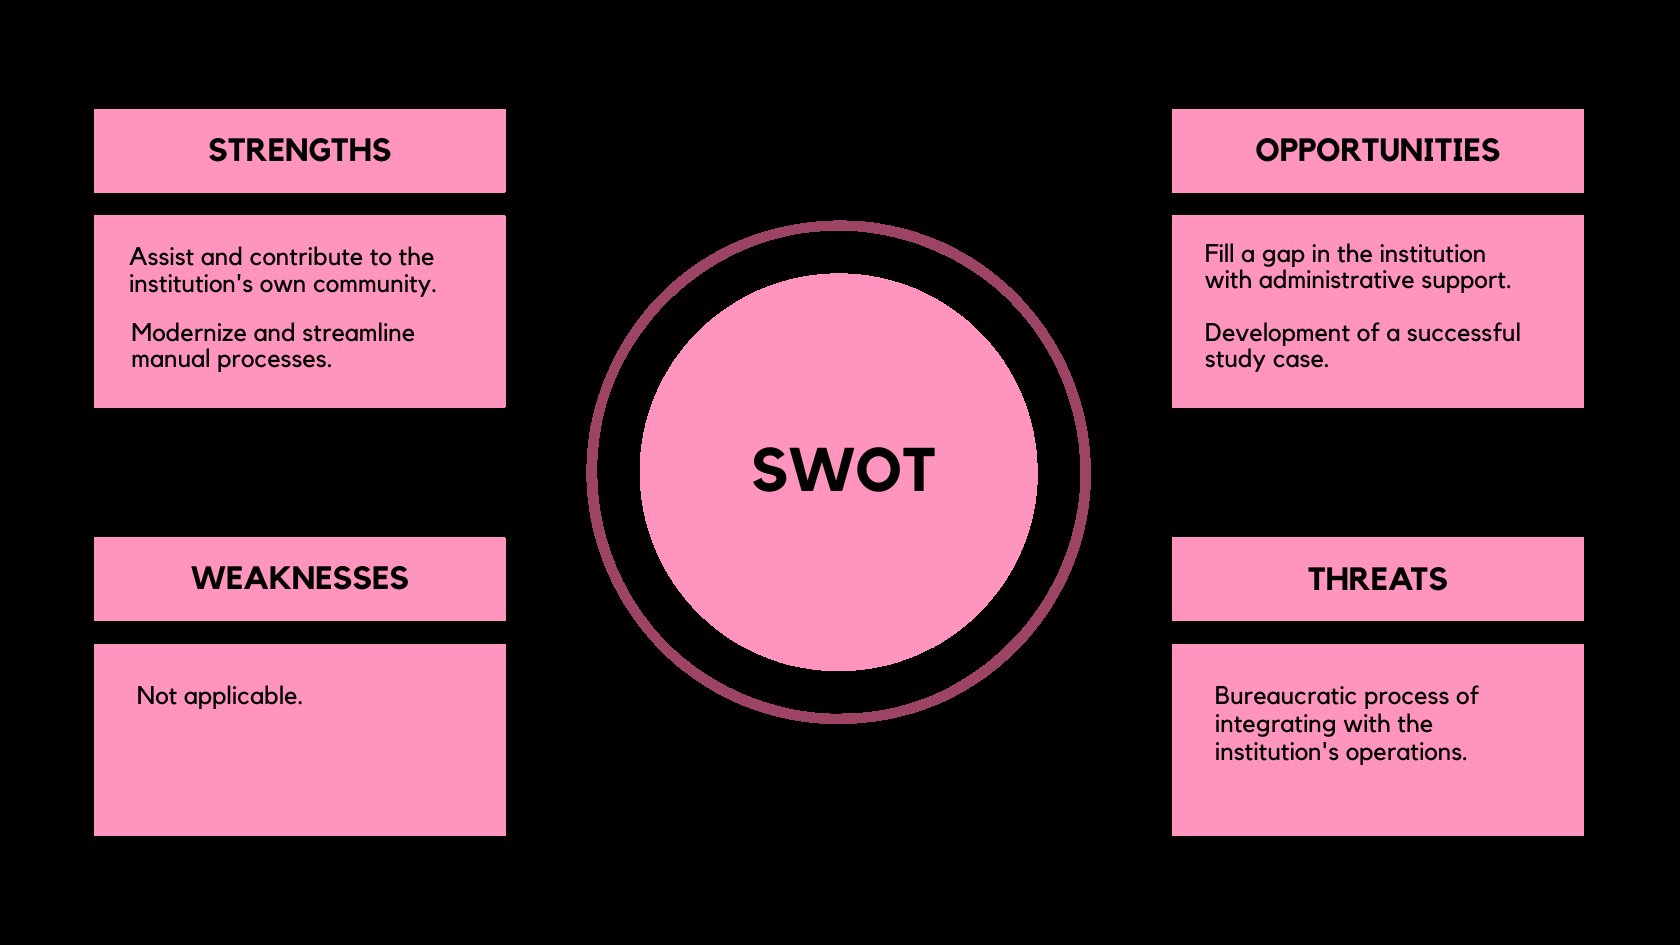 STRENGTHS
Assist and contribute to the
institution's own community.
Modernize and streamline
manual processes.
WEAKNESSES
Not applicable.
SWOT
OPPORTUNITIES
Fill a gap in the institution
with administrative support.
Development of a successful
study case.
THREATS
Bureaucratic process of
integrating with the
institution's operations.